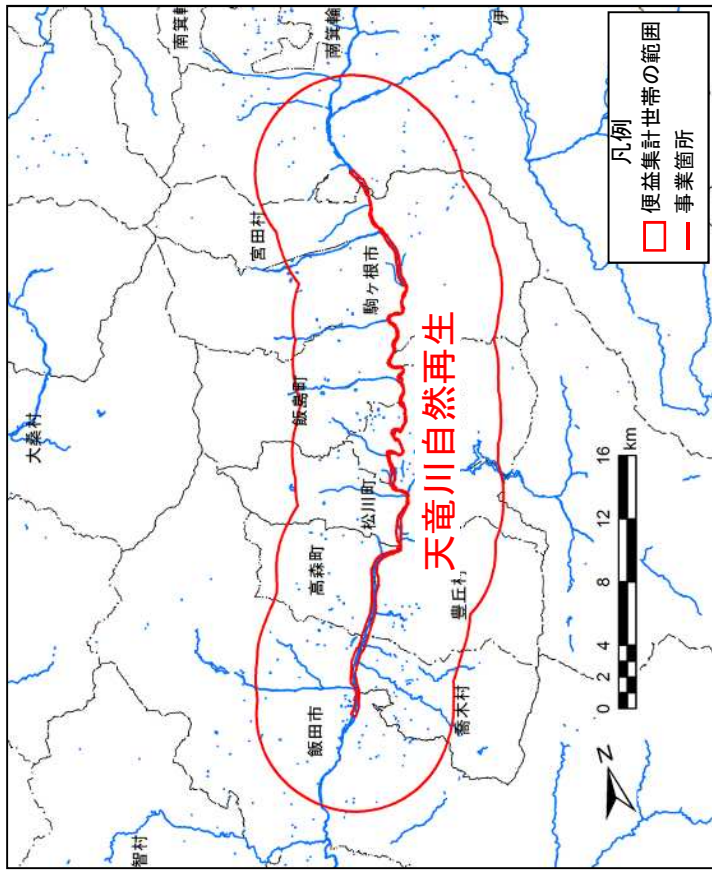 南箕輪
南箕輪
伊
大桑村
宮田村
駒ヶ根市
飯島町
松川町
高森町
豊丘村
飯田市
喬木村
智村
天竜川自然再生
凡例
便益集計世帯の範囲
事業箇所
0 2 4 8 12 16
km
N